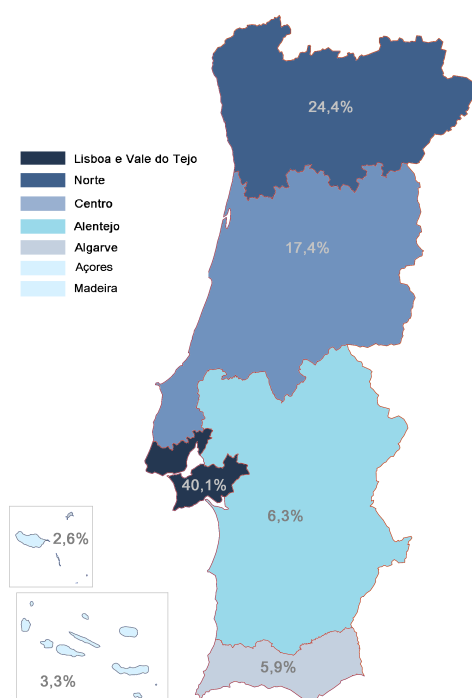 24,4%
Lisboa e Vale do Tejo
Norte
Centro
Alentejo
Algarve
Açores
Madeira
17,4%
40,1%
6,3%
2,6%
5,9%
3,3%